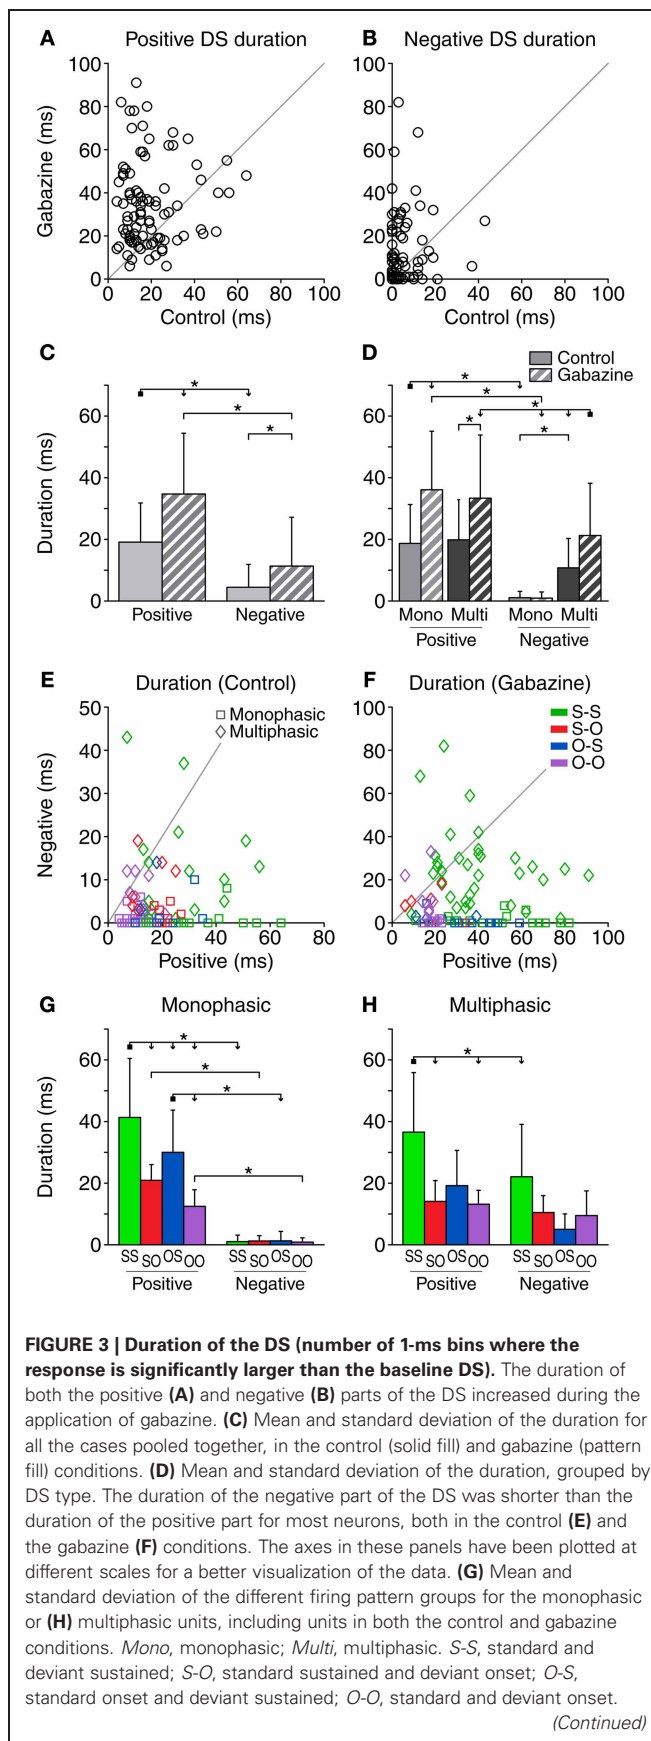 A Positive DS duration
B Negative DS duration
100
80
60
40
20
0
Gabazine (ms)
0 20 40 60 80 100
Control (ms)
100
80
60
40
20
0
0 20 40 60 80 100
Control (ms)
C
*
*
*
60
40
20
0
Duration (ms)
Positive Negative
D
Control
Gabazine
*
*
*
*
*
60
40
20
0
Mono Multi Mono Multi
Positive Negative
E Duration (Control)
Monophasic
Multiphasic
50
40
30
20
10
0
Negative (ms)
0 20 40 60 80
Positive (ms)
F Duration (Gabazine)
S-S
S-O
O-S
O-O
100
80
60
40
20
0
0 20 40 60 80 100
Positive (ms)
G Monophasic
*
*
*
*
60
40
20
0
Duration (ms)
SS SO OS OO SS SO OS OO
Positive Negative
H Multiphasic
*
60
40
20
0
SS SO OS OO SS SO OS OO
Positive Negative
FIGURE 3 | Duration of the DS (number of 1-ms bins where the
response is significantly larger than the baseline DS). The duration of
both the positive (A) and negative (B) parts of the DS increased during the
application of gabazine. (C) Mean and standard deviation of the duration for
all the cases pooled together, in the control (solid fill) and gabazine (pattern
fill) conditions. (D) Mean and standard deviation of the duration, grouped by
DS type. The duration of the negative part of the DS was shorter than the
duration of the positive part for most neurons, both in the control (E) and
the gabazine (F) conditions. The axes in these panels have been plotted at
different scales for a better visualization of the data. (G) Mean and
standard deviation of the different firing pattern groups for the monophasic
or (H) multiphasic units, including units in both the control and gabazine
conditions. Mono, monophasic; Multi, multiphasic. S-S, standard and
deviant sustained; S-O, standard sustained and deviant onset; O-S,
standard onset and deviant sustained; O-O, standard and deviant onset.
(Continued)